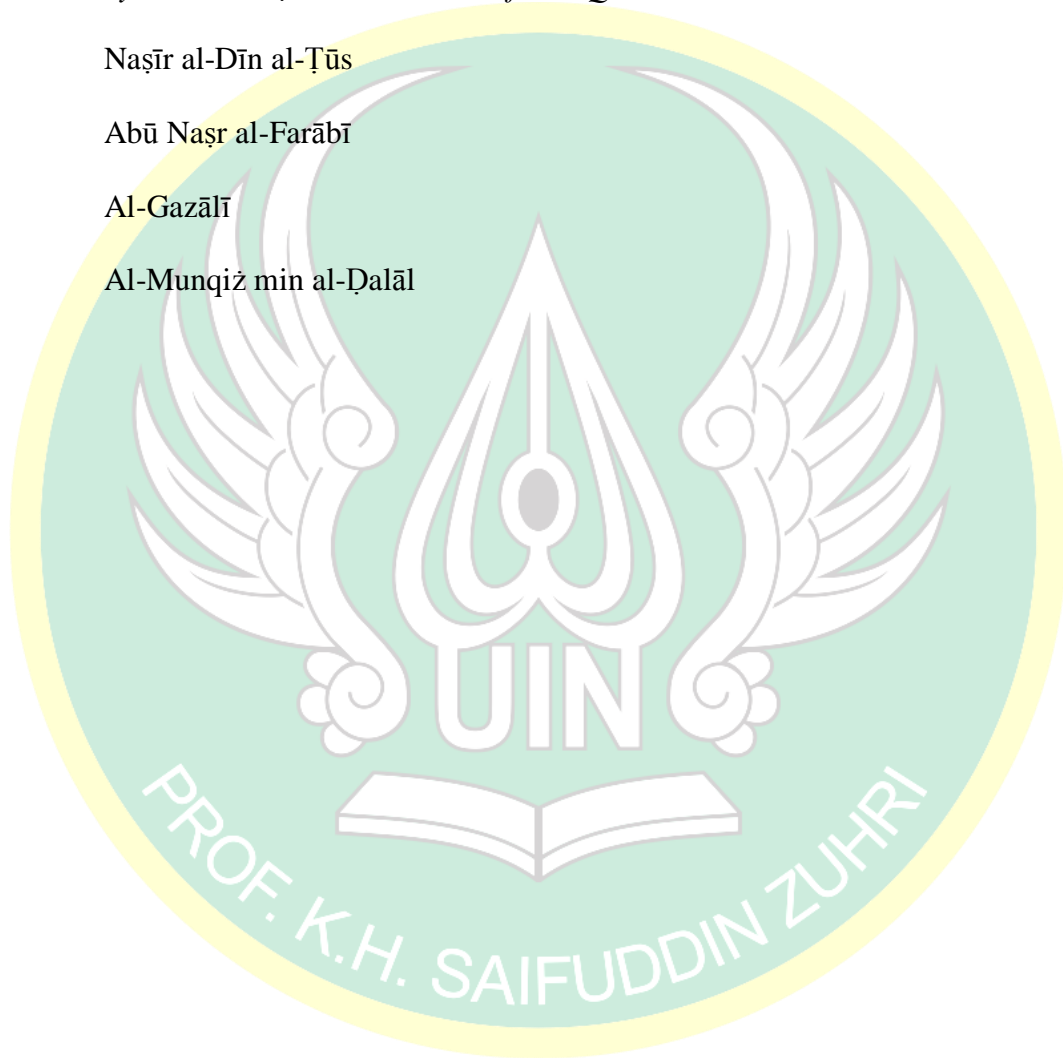 Naṣīr al-Dīn al-Ṭūs
Abū Naṣr al-Farābī
Al-Gazālī
Al-Munqiż min al-Ḍalāl
UIN
PROF. K.H. SAIFUDDIN ZUHRI